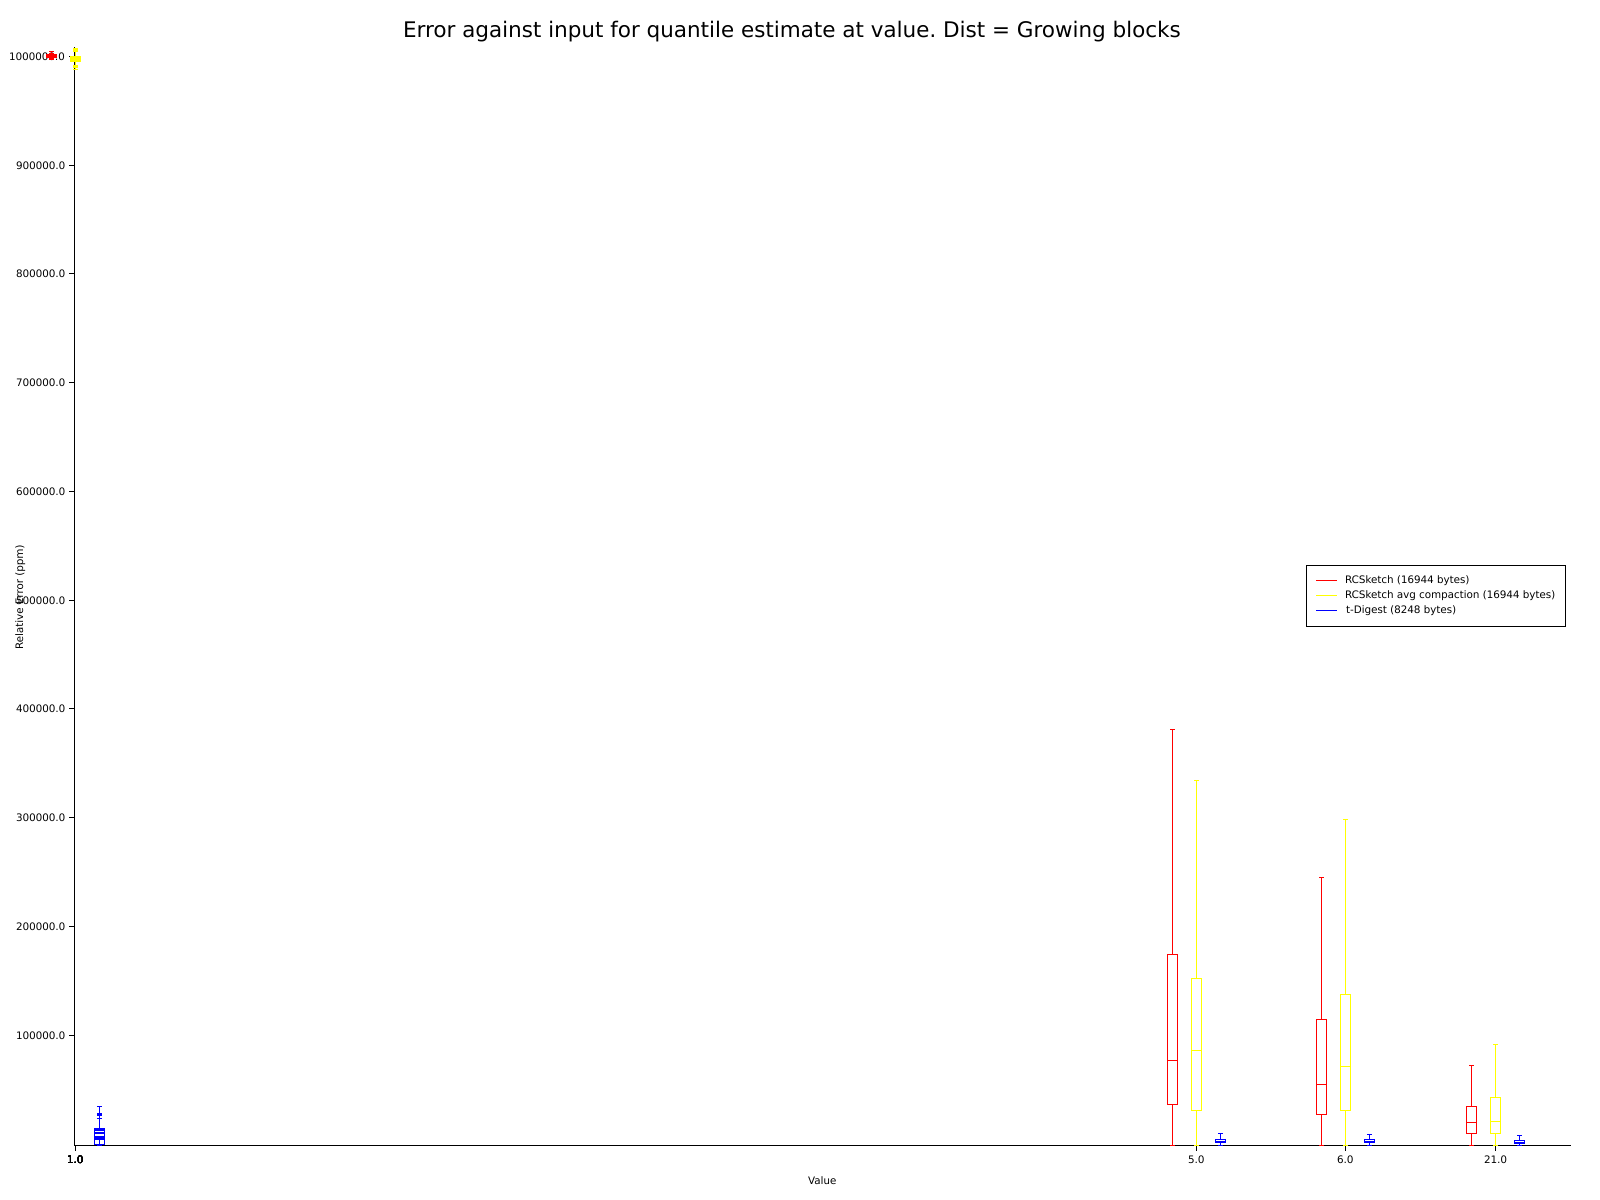 Error against input for quantile estimate at value. Dist = Growing blocks
1000000.0
900000.0
800000.0
700000.0
600000.0
500000.0
400000.0
300000.0
200000.0
100000.0
Relative Error (ppm)
RCSketch (16944 bytes)
RCSketch avg compaction (16944 bytes)
t-Digest (8248 bytes)
1.0
5.0
6.0
21.0
Value